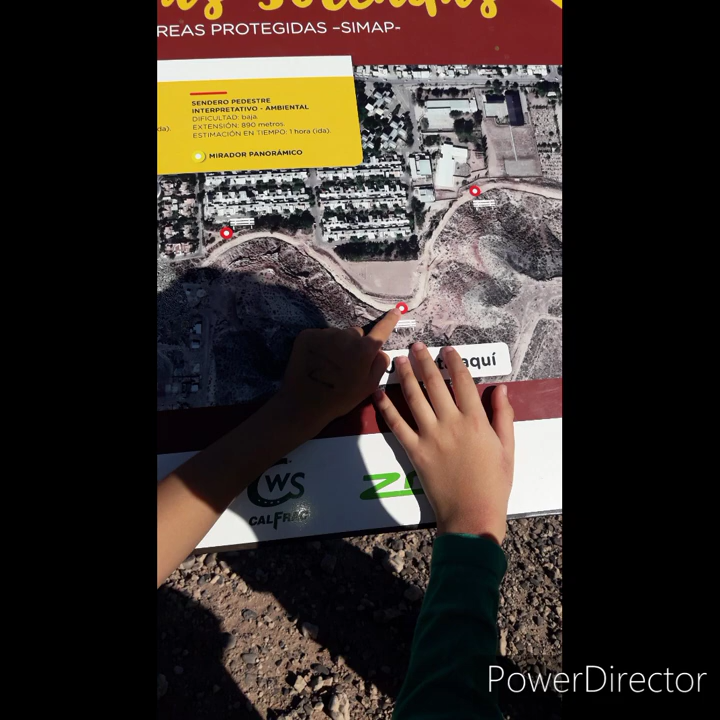 REAS PROTEGIDAS –SIMAP-
SENDERO PEDESTRE
INTERPRETATIVO - AMBIENTAL
da).
DIFICULTAD: baja.
EXTENSIÓN: 890 metros.
ESTIMACIÓN EN TIEMPO: 1 hora (ida).
MIRADOR PANORÁMICO
aquí
CWS
CALFRAC
PowerDirector